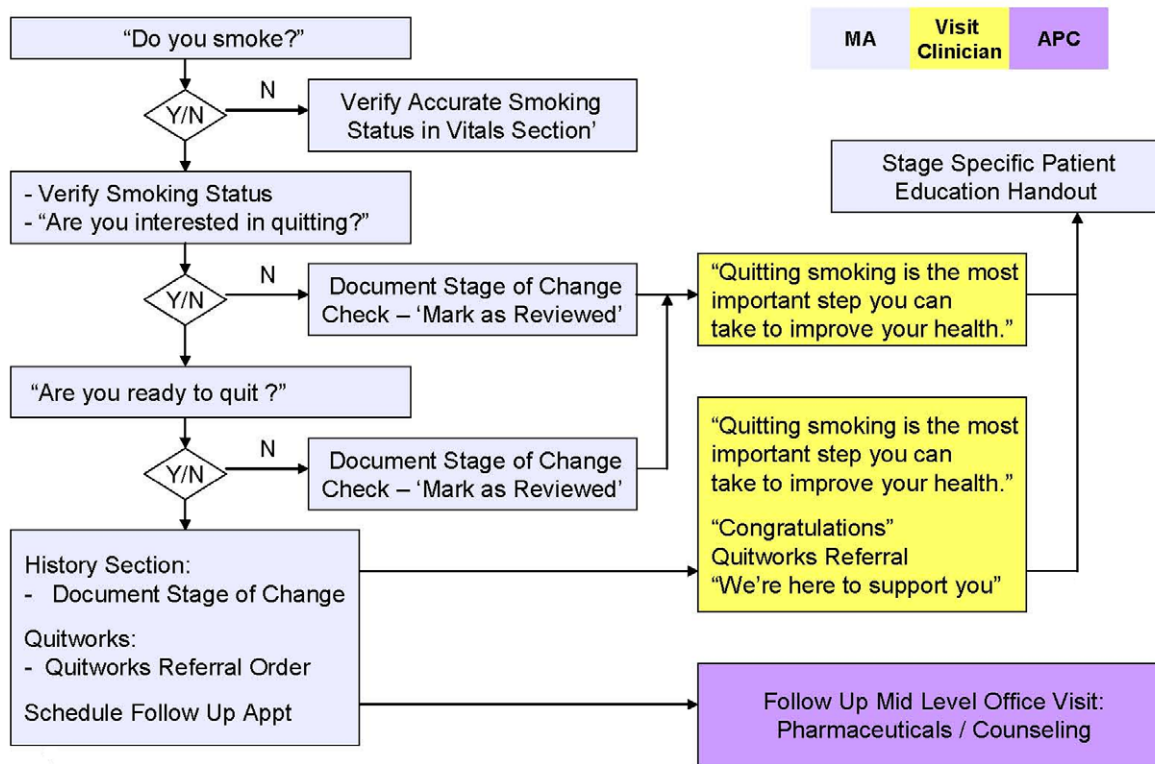 “Do you smoke?”
MA
Visit
Clinician
APC
Y/N
N
Verify Accurate Smoking
Status in Vitals Section’
Stage Specific Patient
Education Handout
- Verify Smoking Status
- “Are you interested in quitting?”
Y/N
N
Document Stage of Change
Check – ‘Mark as Reviewed’
“Quitting smoking is the most
important step you can
take to improve your health.”
“Are you ready to quit ?”
Y/N
N
Document Stage of Change
Check – ‘Mark as Reviewed’
“Quitting smoking is the most
important step you can
take to improve your health.”
“Congratulations”
Quitworks Referral
“We’re here to support you”
History Section:
- Document Stage of Change
Quitworks:
- Quitworks Referral Order
Schedule Follow Up Appt
Follow Up Mid Level Office Visit:
Pharmaceuticals / Counseling